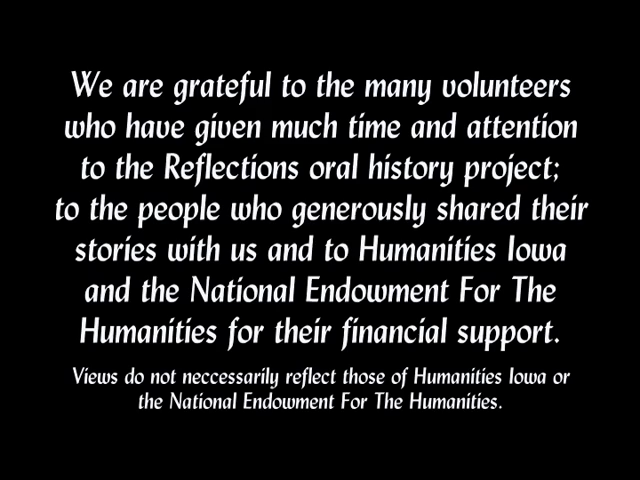 We are grateful to the many volunteers
who have given much time and attention
to the Reflections oral history project;
to the people who generously shared their
stories with us and to Humanities Iowa
and the National Endowment For The
Humanities for their financial support.
Views do not neccessarily reflect those of Humanities Iowa or
the National Endowment For The Humanities.